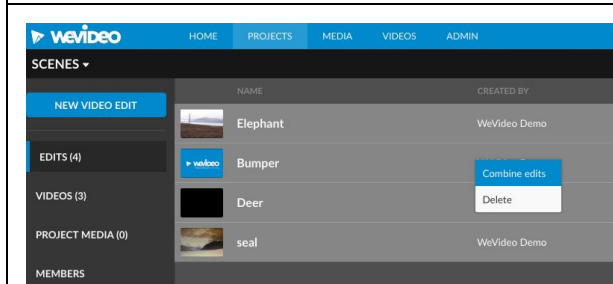 WeVideo HOME PROJECTS MEDIA VIDEOS ADMIN
SCENES
NEW VIDEO EDIT
EDITS (4)
VIDEOS (3)
PROJECT MEDIA (0)
MEMBERS
NAME CREATED BY
Elephant WeVideo Demo
WeVideo Bumper
Combine edits
Deer
Delete
seal WeVideo Demo